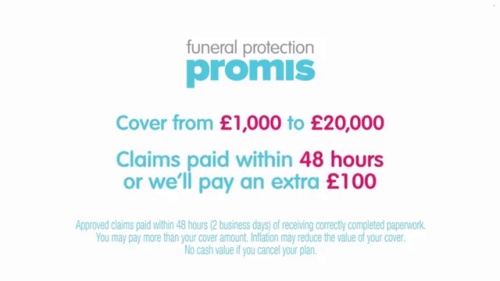 funeral protection
promis
Cover from £1,000 to £20,000
Claims paid within 48 hours
or we'll pay an extra £100
Approved claims paid within 48 hours (2 business days) of receiving correctly completed paperwork.
You may pay more than your cover amount. Inflation may reduce the value of your cover.
No cash value if you cancel your plan.